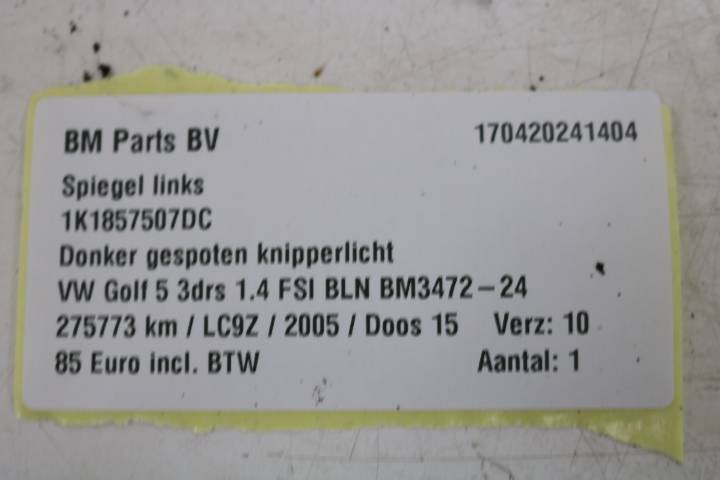 BM Parts BV 170420241404
Spiegel links
1K1857507DC
Donker gespoten knipperlicht
VW Golf 5 3drs 1.4 FSI BLN BM3472-24
275773 km / LC9Z / 2005 / Doos 15 Verz: 10
85 Euro incl. BTW Aantal: 1